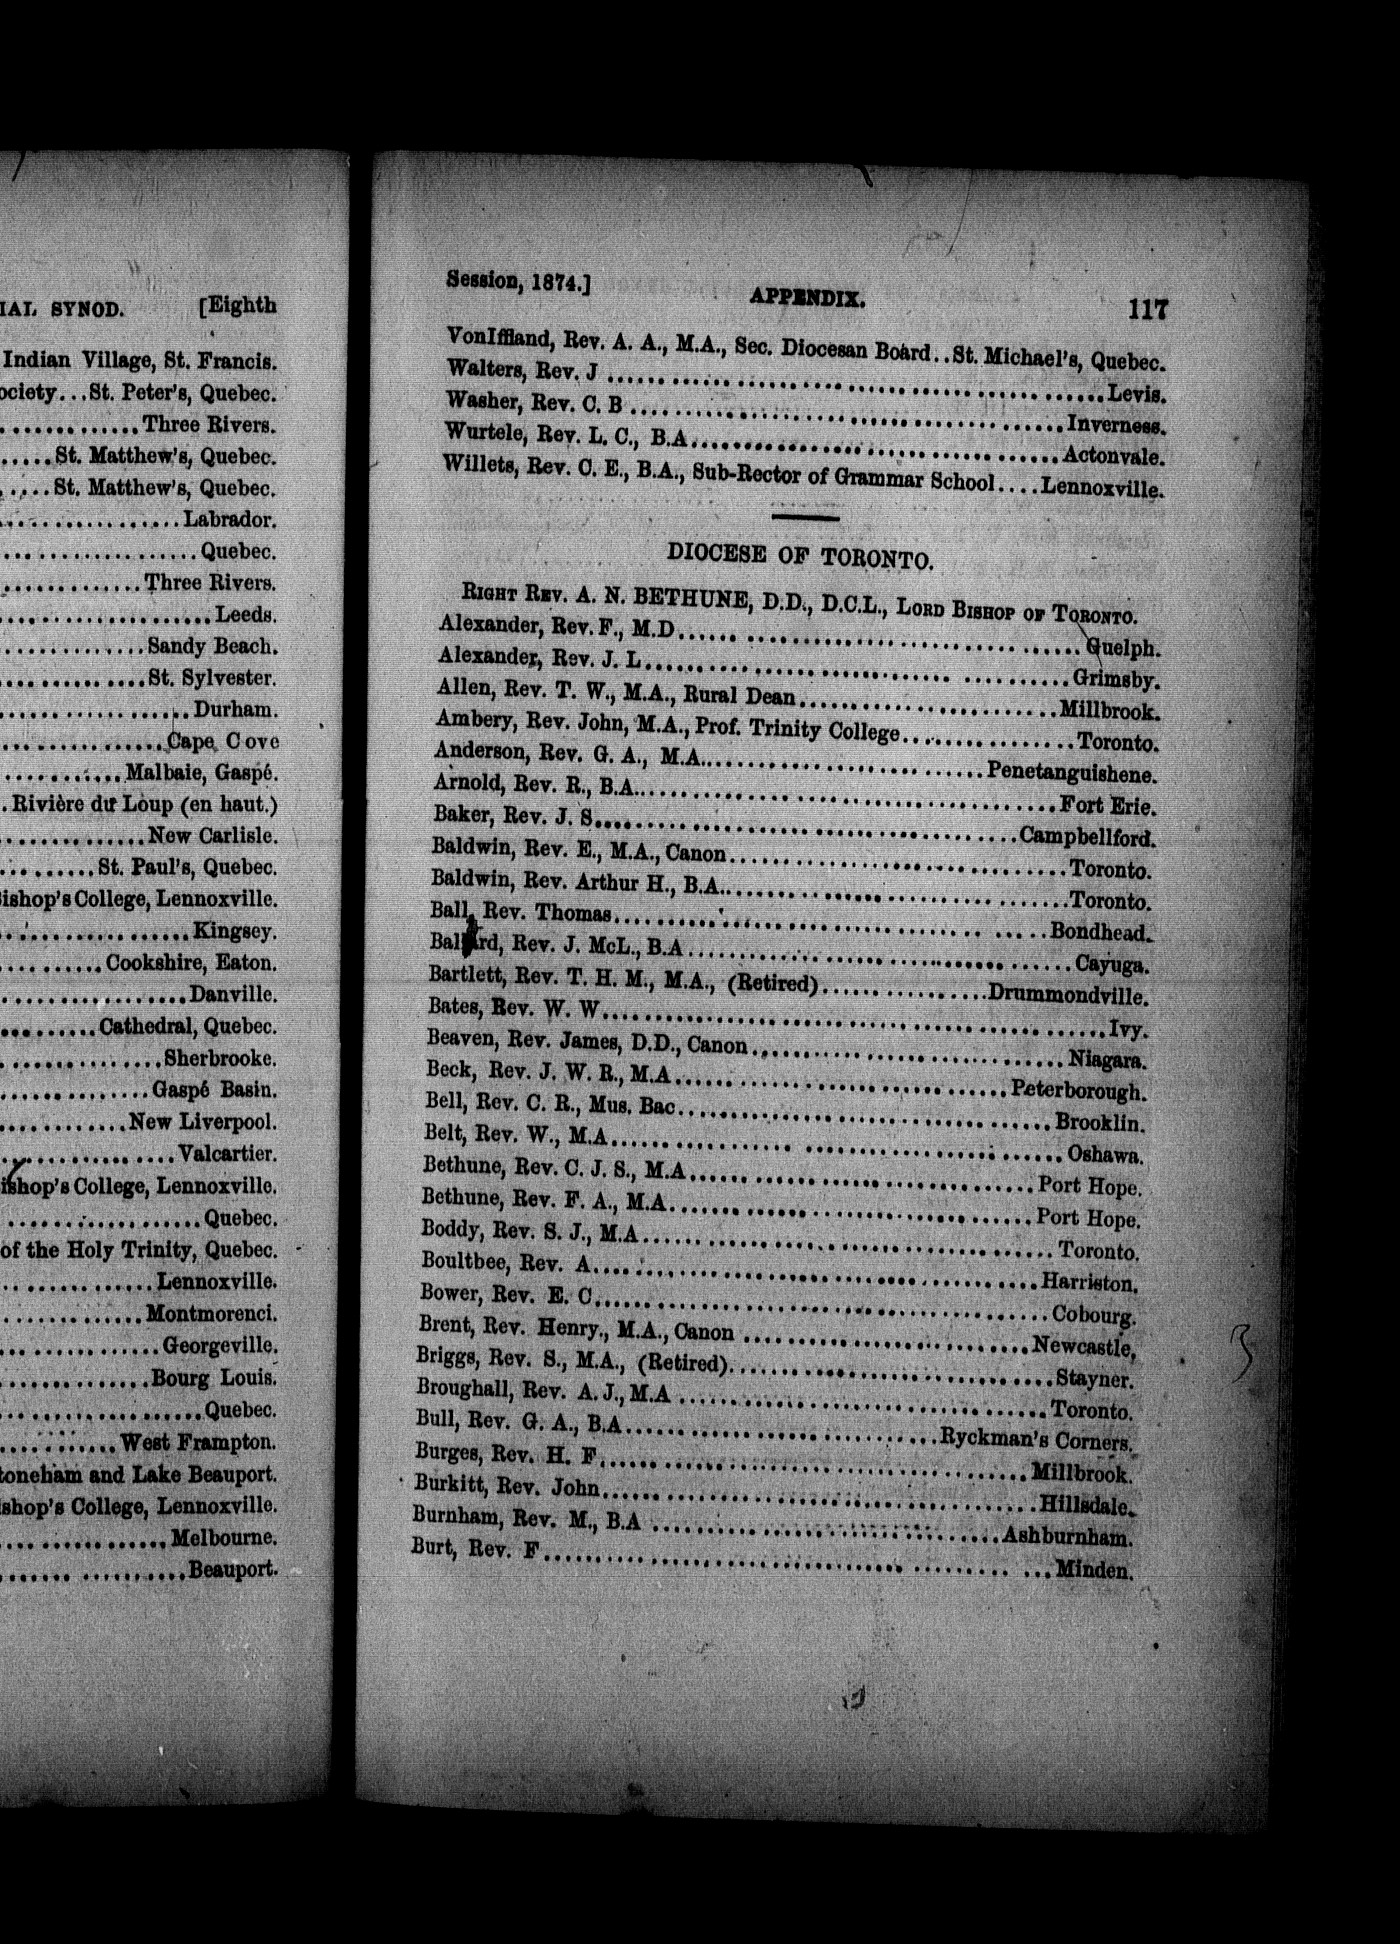 IAL SYNOD. [Eighth
Indian Village, St. Francis.
ociety...St. Peter's, Quebec.
.............Three Rivers.
.....St. Matthew's, Quebec.
.....St. Matthew's, Quebec.
.................Labrador.
...................Quebec.
.............Three Rivers.
....................Leeds.
..............Sandy Beach.
..............St. Sylvester.
...................Durham.
................Cape Cove
............Malbaie, Gaspé.
.Rivière du Loup (en haut.)
..............New Carlisle.
..........St. Paul's, Quebec.
Bishop's College, Lennoxville.
..................Kingsey.
..........Cookshire, Eaton.
..................Danville.
..........Cathedral, Quebec.
...............Sherbrooke.
..............Gaspé Basin.
............New Liverpool.
.................Valcartier.
ishop's College, Lennoxville.
...................Quebec.
of the Holy Trinity, Quebec.
...............Lennoxville.
..............Montmorenci.
................Georgeville.
...............Bourg Louis.
....................Quebec.
............West Frampton.
toneham and Lake Beauport.
ishop's College, Lennoxville.
.................Melbourne.
..................Beauport.
Session, 1874.] APPENDIX. 117
VonIffland, Rev. A. A., M.A., Sec. Diocesan Board..St. Michael's, Quebec.
Walters, Rev. J ........................Levis.
Washer, Rev. C. B ........................Inverness.
Wurtele, Rev. L. C., B.A........................Actonvale.
Willets, Rev. C. E., B.A., Sub-Rector of Grammar School....Lennoxville.
DIOCESE OF TORONTO.
RIGHT REV. A. N. BETHUNE, D.D., D.C.L., LORD BISHOP OF TORONTO.
Alexander, Rev. F., M.D........................Guelph.
Alexander, Rev. J. L........................Grimsby.
Allen, Rev. T. W., M.A., Rural Dean........................Millbrook.
Ambery, Rev. John, M.A., Prof. Trinity College................Toronto.
Anderson, Rev. G. A., M.A........................Penetanguishene.
Arnold, Rev. R., B.A........................Fort Erie.
Baker, Rev. J. S........................Campbellford.
Baldwin, Rev. E., M.A., Canon........................Toronto.
Baldwin, Rev. Arthur H., B.A........................Toronto.
Ball, Rev. Thomas........................Bondhead.
Ballard, Rev. J. McL., B.A........................Cayuga.
Bartlett, Rev. T. H. M., M.A., (Retired)................Drummondville.
Bates, Rev. W. W........................Ivy.
Beaven, Rev. James, D.D., Canon........................Niagara.
Beck, Rev. J. W. R., M.A........................Peterborough.
Bell, Rev. C. R., Mus. Bac........................Brooklin.
Belt, Rev. W., M.A........................Oshawa.
Bethune, Rev. C. J. S., M.A........................Port Hope.
Bethune, Rev. F. A., M.A........................Port Hope.
Boddy, Rev. S. J., M.A........................Toronto.
Boultbee, Rev. A........................Harriston.
Bower, Rev. E. C........................Cobourg.
Brent, Rev. Henry., M.A., Canon ........................Newcastle,
Briggs, Rev. S., M.A., (Retired)........................Stayner.
Broughall, Rev. A. J., M.A ........................Toronto.
Bull, Rev. G. A., B.A........................Ryckman's Corners.
Burges, Rev. H. F........................Millbrook.
Burkitt, Rev. John........................Hillsdale.
Burnham, Rev. M., B.A ........................Ashburnham.
Burt, Rev. F........................Minden.